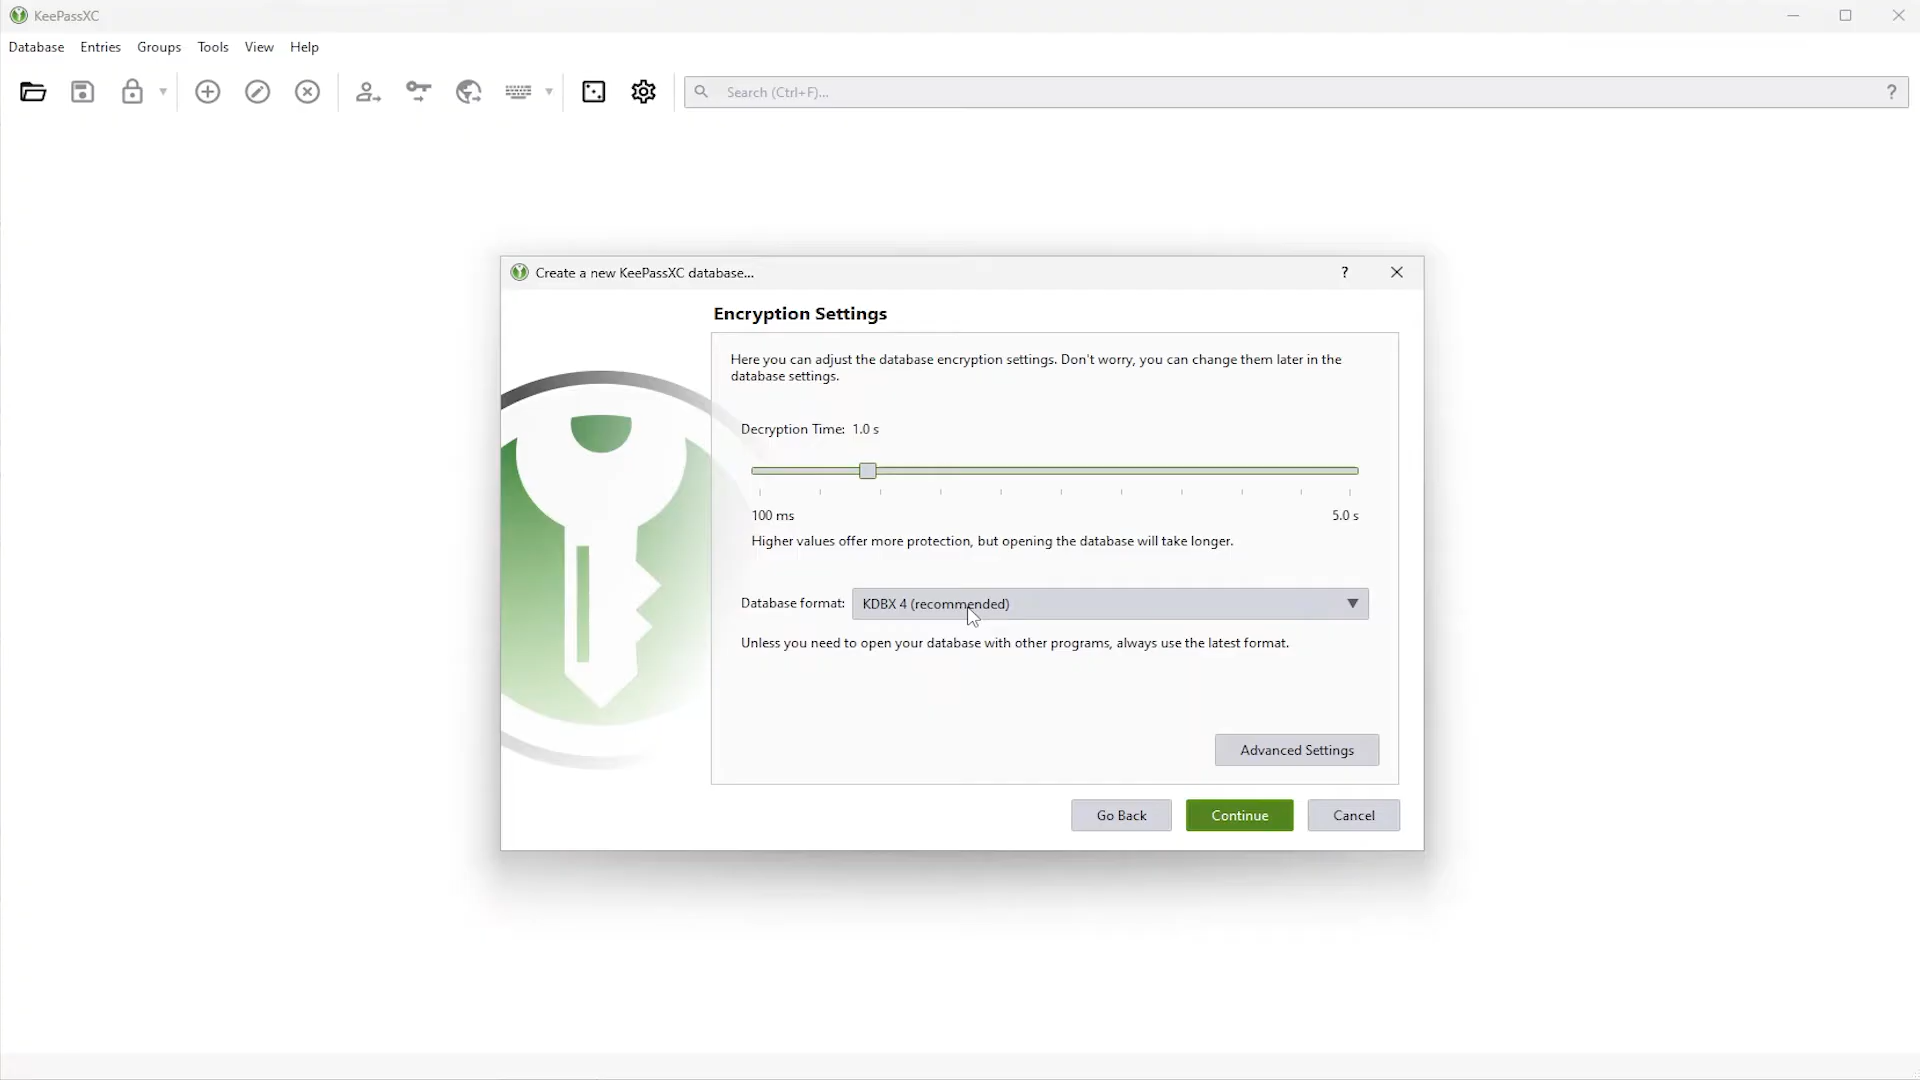 KeePassXC
Database Entries Groups Tools View Help
Search (Ctrl+F)... ?
Create a new KeePassXC database... ?
Encryption Settings
Here you can adjust the database encryption settings. Don't worry, you can change them later in the
database settings.
Decryption Time: 1.0 s
100 ms 5.0 s
Higher values offer more protection, but opening the database will take longer.
Database format: KDBX 4 (recommended)
Unless you need to open your database with other programs, always use the latest format.
Advanced Settings
Go Back Continue Cancel